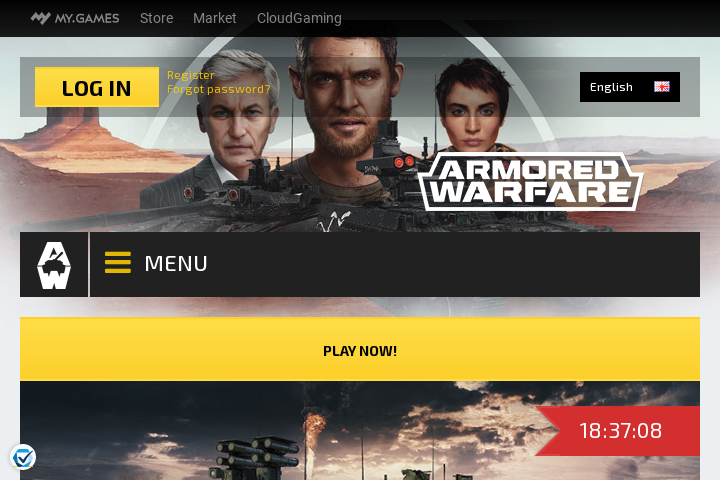 MY.GAMES Store Market CloudGaming
LOG IN
Register
Forgot password?
English
ARMORED
WARFARE
AW
MENU
PLAY NOW!
18:37:08